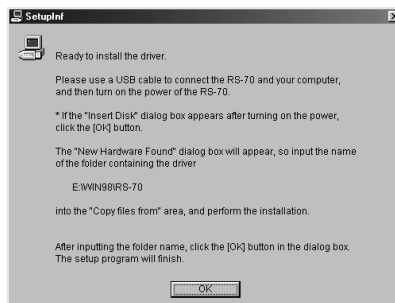 SetupInf
Ready to install the driver.
Please use a USB cable to connect the RS-70 and your computer,
and then turn on the power of the RS-70.
* If the "Insert Disk" dialog box appears after turning on the power,
click the [OK] button.
The "New Hardware Found" dialog box will appear, so input the name
of the folder containing the driver
E:\WIN98\RS-70
into the "Copy files from" area, and perform the installation.
After inputting the folder name, click the [OK] button in the dialog box.
The setup program will finish.
OK